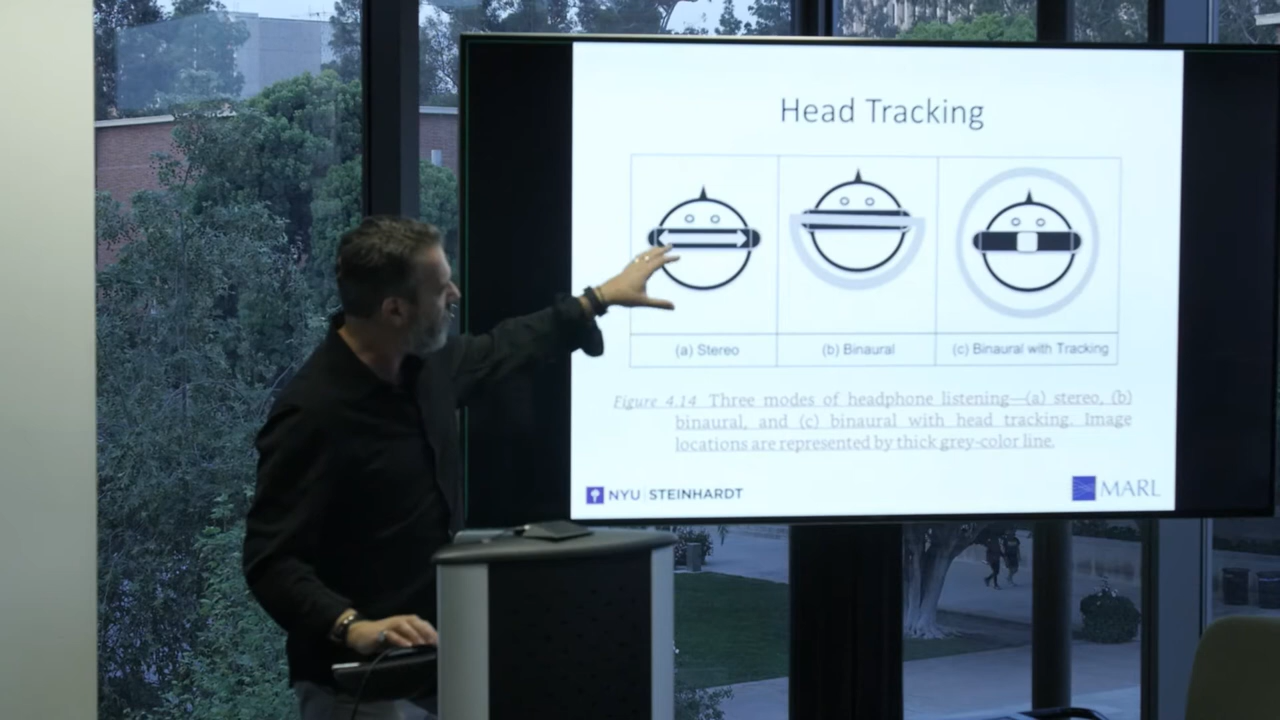 Head Tracking
(a) Stereo
(b) Binaural
(c) Binaural with Tracking
Figure 4.14 Three modes of headphone listening—(a) stereo, (b)
binaural, and (c) binaural with head tracking. Image
locations are represented by thick grey-color line.
NYU STEINHARDT
MARL